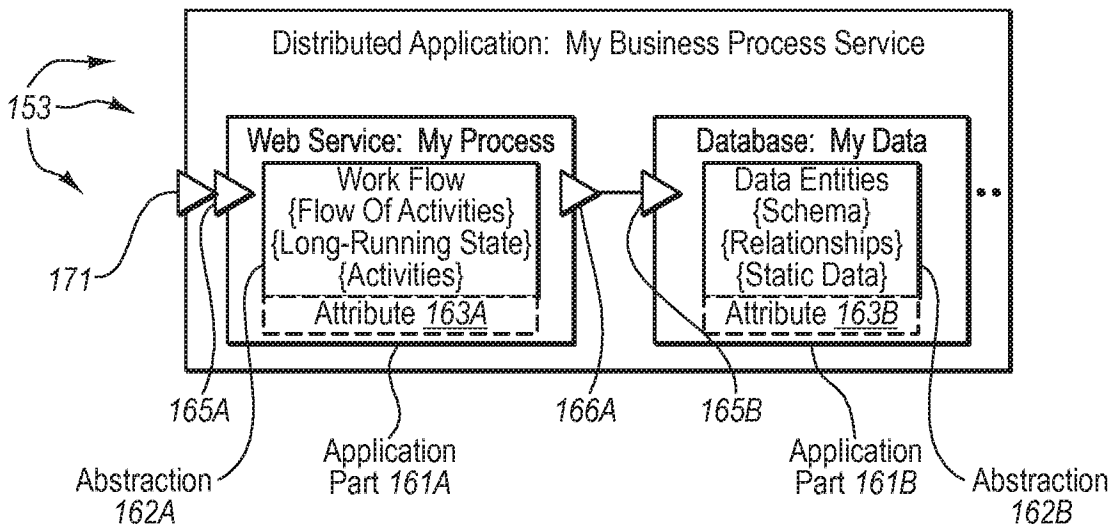 Distributed Application: My Business Process Service
153
Web Service: My Process
Work Flow
{Flow Of Activities}
{Long-Running State}
{Activities}
Attribute 163A
Database: My Data
Data Entities
{Schema}
{Relationships}
{Static Data}
Attribute 163B
171
165A
166A
165B
Abstraction
162A
Application
Part 161A
Application
Part 161B
Abstraction
162B